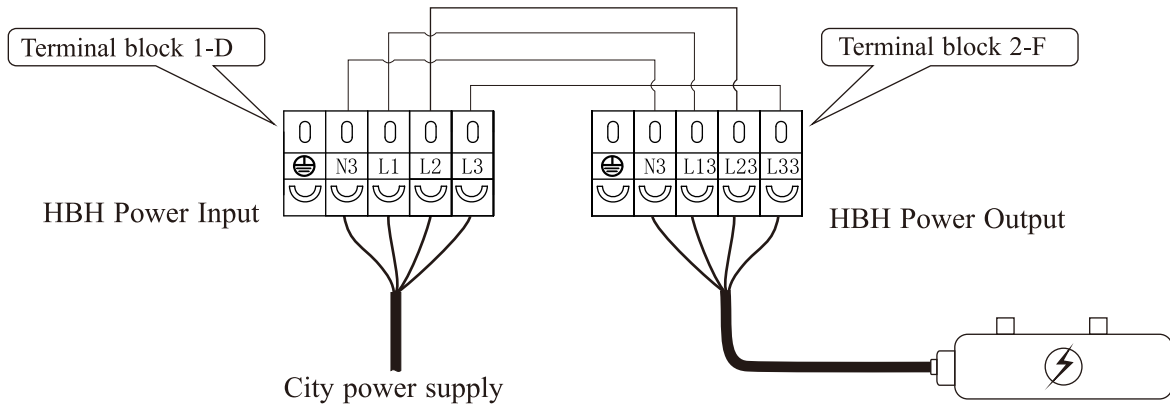 Terminal block 1-D
Terminal block 2-F
N3 L1 L2 L3
N3 L13 L23 L33
HBH Power Input
HBH Power Output
City power supply